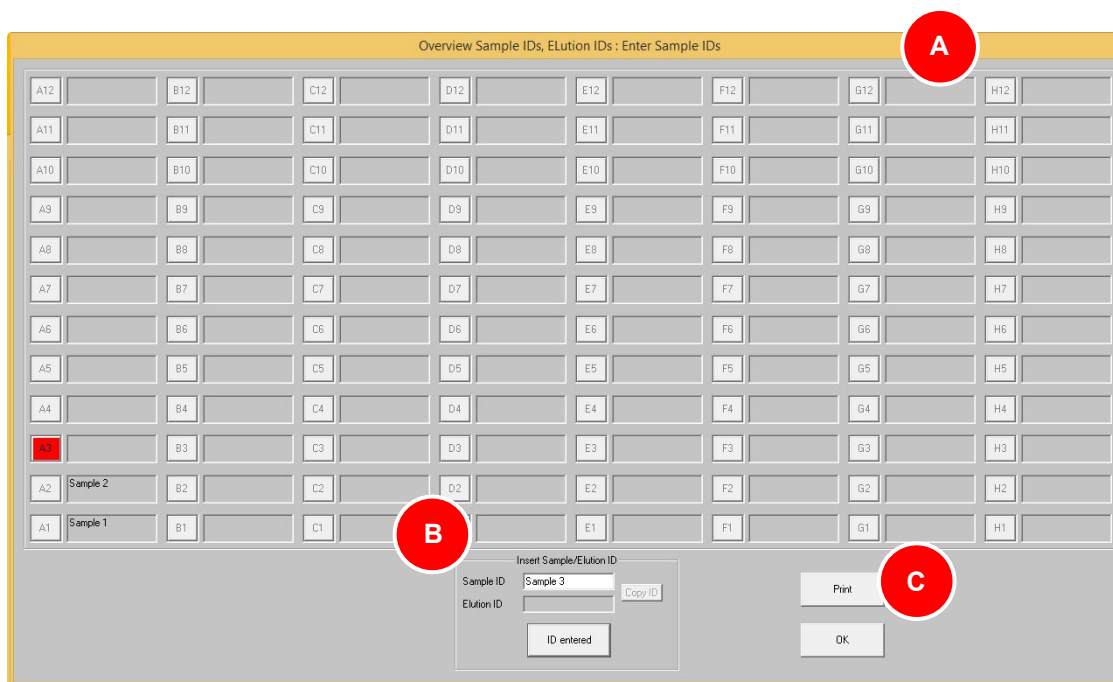 Overview Sample IDs, ELution IDs : Enter Sample IDs
A
A12 B12 C12 D12 E12 F12 G12 H12
A11 B11 C11 D11 E11 F11 G11 H11
A10 B10 C10 D10 E10 F10 G10 H10
A9 B9 C9 D9 E9 F9 G9 H9
A8 B8 C8 D8 E8 F8 G8 H8
A7 B7 C7 D7 E7 F7 G7 H7
A6 B6 C6 D6 E6 F6 G6 H6
A5 B5 C5 D5 E5 F5 G5 H5
A4 B4 C4 D4 E4 F4 G4 H4
A3 B3 C3 D3 E3 F3 G3 H3
A2 Sample 2 B2 C2 D2 E2 F2 G2 H2
A1 Sample 1 B1 C1 E1 F1 G1 H1
B
Insert Sample/Elution ID
Sample ID Sample 3 Copy ID
Elution ID
ID entered
Print
C
OK